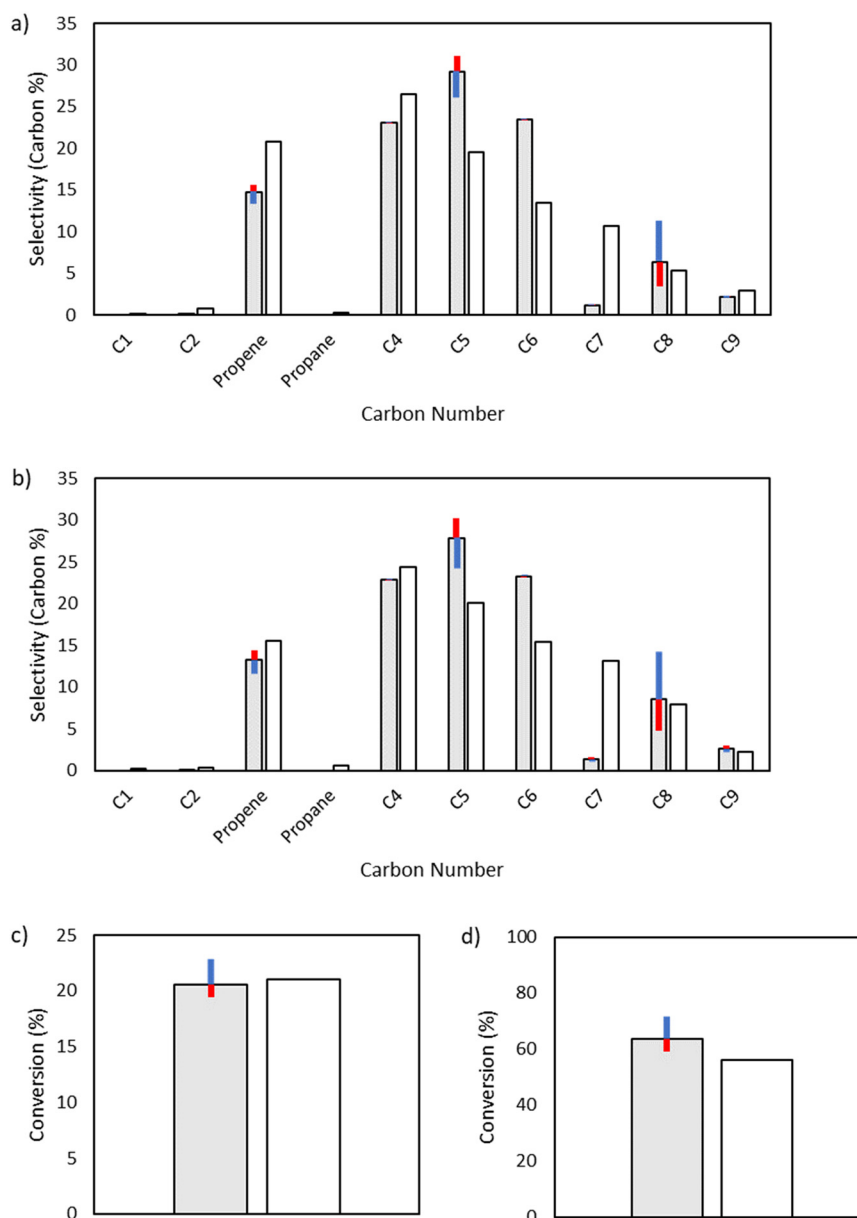 a)
Selectivity (Carbon %)
35
30
25
20
15
10
5
0
C1
C2
Propene
Propane
C4
C5
C6
C7
C8
C9
Carbon Number
b)
Selectivity (Carbon %)
35
30
25
20
15
10
5
0
C1
C2
Propene
Propane
C4
C5
C6
C7
C8
C9
Carbon Number
c)
Conversion (%)
25
20
15
10
5
0
d)
Conversion (%)
100
80
60
40
20
0